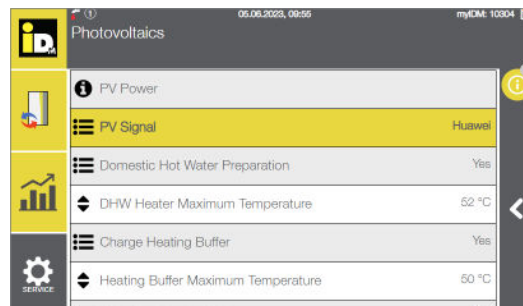 05.06.2023, 09:55
myIDM: 10304
iD
Photovoltaics
PV Power
PV Signal Huawei
Domestic Hot Water Preparation Yes
DHW Heater Maximum Temperature 52 °C
Charge Heating Buffer Yes
SERVICE
Heating Buffer Maximum Temperature 50 °C